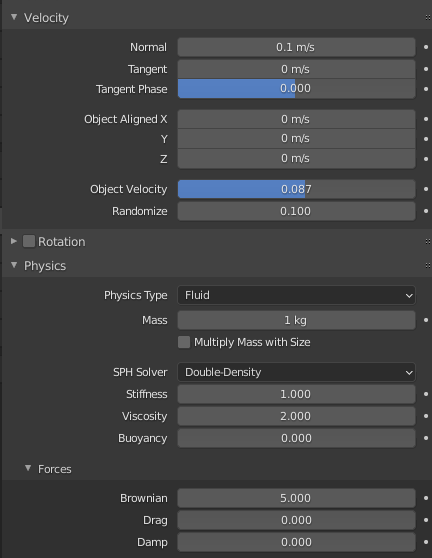 Velocity
Normal 0.1 m/s
Tangent 0 m/s
Tangent Phase 0.000
Object Aligned X 0 m/s
Y 0 m/s
Z 0 m/s
Object Velocity 0.087
Randomize 0.100
Rotation
Physics
Physics Type Fluid
Mass 1 kg
Multiply Mass with Size
SPH Solver Double-Density
Stiffness 1.000
Viscosity 2.000
Buoyancy 0.000
Forces
Brownian 5.000
Drag 0.000
Damp 0.000